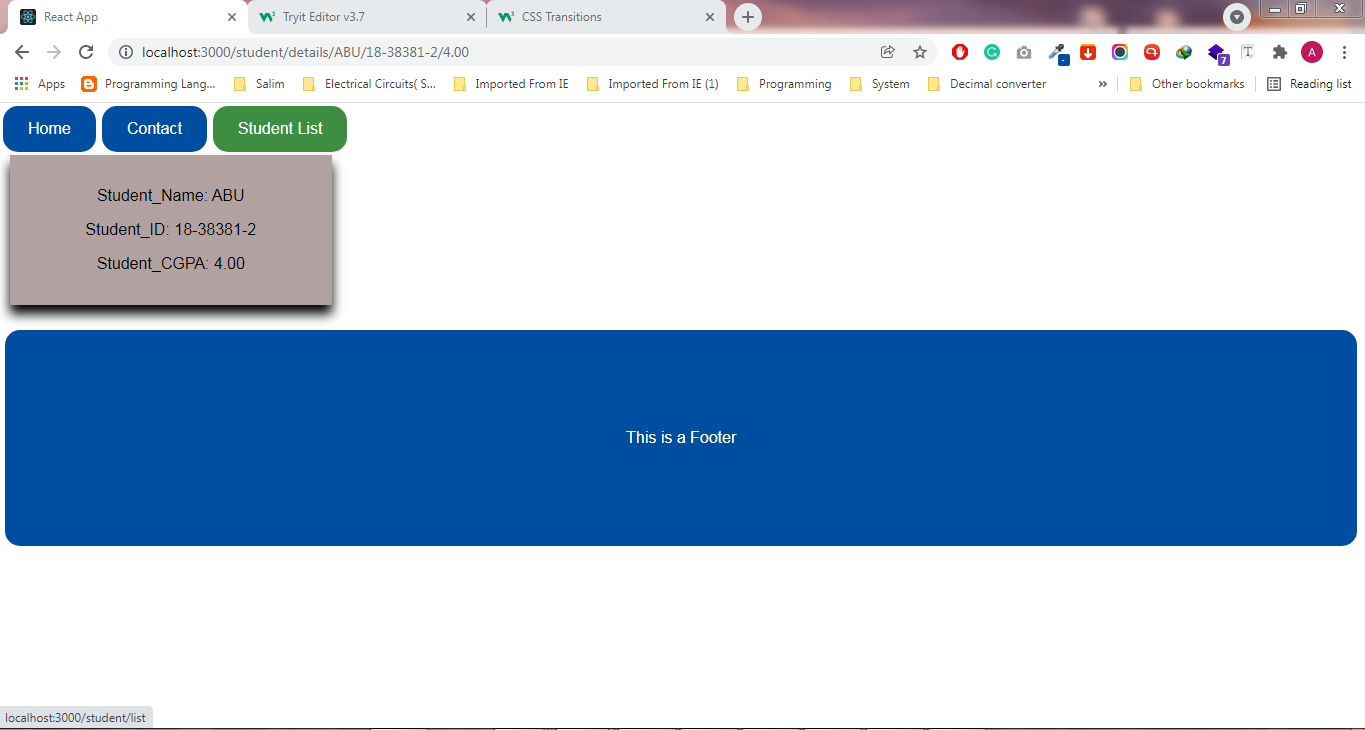 React App
Tryit Editor v3.7
CSS Transitions
localhost:3000/student/details/ABU/18-38381-2/4.00
Apps
Programming Lang...
Salim
Electrical Circuits( S...
Imported From IE
Imported From IE (1)
Programming
System
Decimal converter
»
Other bookmarks
Reading list
7
T
A
Home
Contact
Student List
Student_Name: ABU
Student_ID: 18-38381-2
Student_CGPA: 4.00
This is a Footer
localhost:3000/student/list